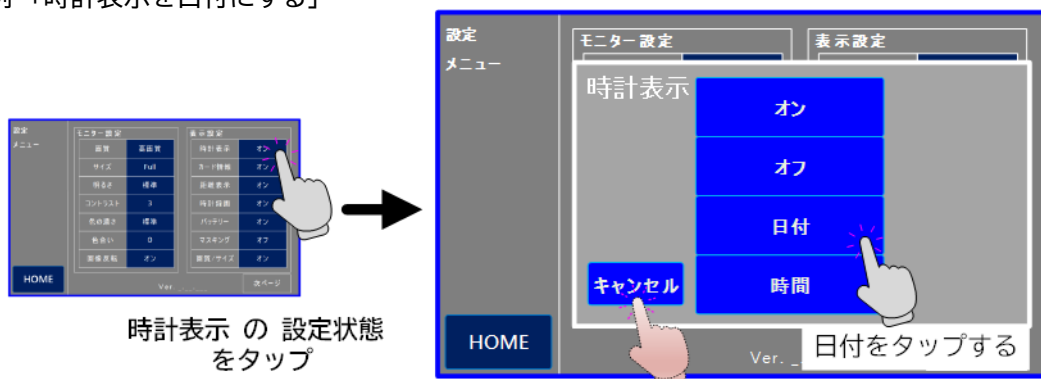 「時計表示を日付にする」
設定
メニュー
モニター設定
画質 高画質
サイズ Full
明るさ 標準
コントラスト 3
色の濃さ 標準
色合い 0
画像反転 オン
表示設定
時計表示 オン
カード情報 オン
距離表示 オン
時計録画 オン
バッテリー オン
マスキング オフ
画質/サイズ オン
HOME
Ver. _._._
次ページ
時計表示 の 設定状態
をタップ
設定
メニュー
モニター設定
表示設定
時計表示
オン
オフ
日付
時間
キャンセル
HOME
Ver. _
日付をタップする